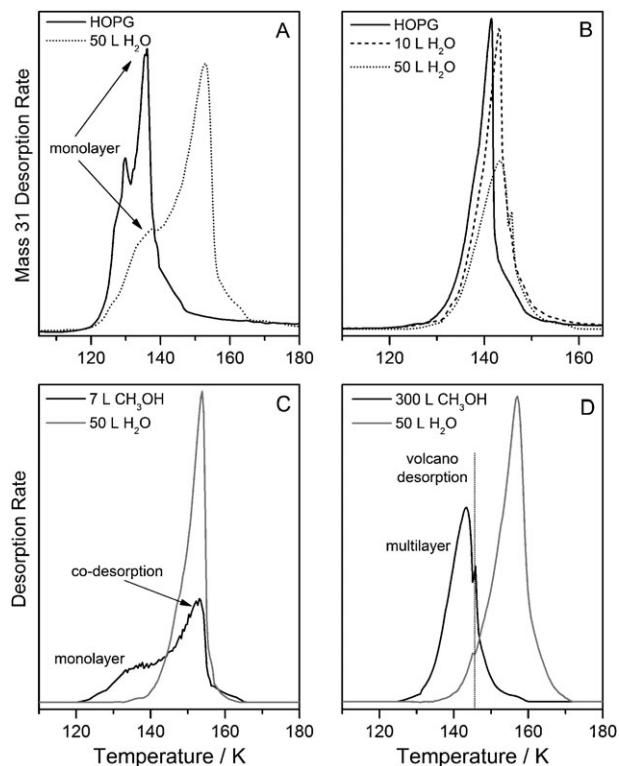 HOPG
50 L H₂O
A
monolayer
Mass 31 Desorption Rate
120 140 160 180
HOPG
10 L H₂O
50 L H₂O
B
120 140 160
7 L CH₃OH
50 L H₂O
C
co-desorption
monolayer
Desorption Rate
120 140 160 180
Temperature / K
300 L CH₃OH
50 L H₂O
D
volcano
desorption
multilayer
120 140 160 180
Temperature / K